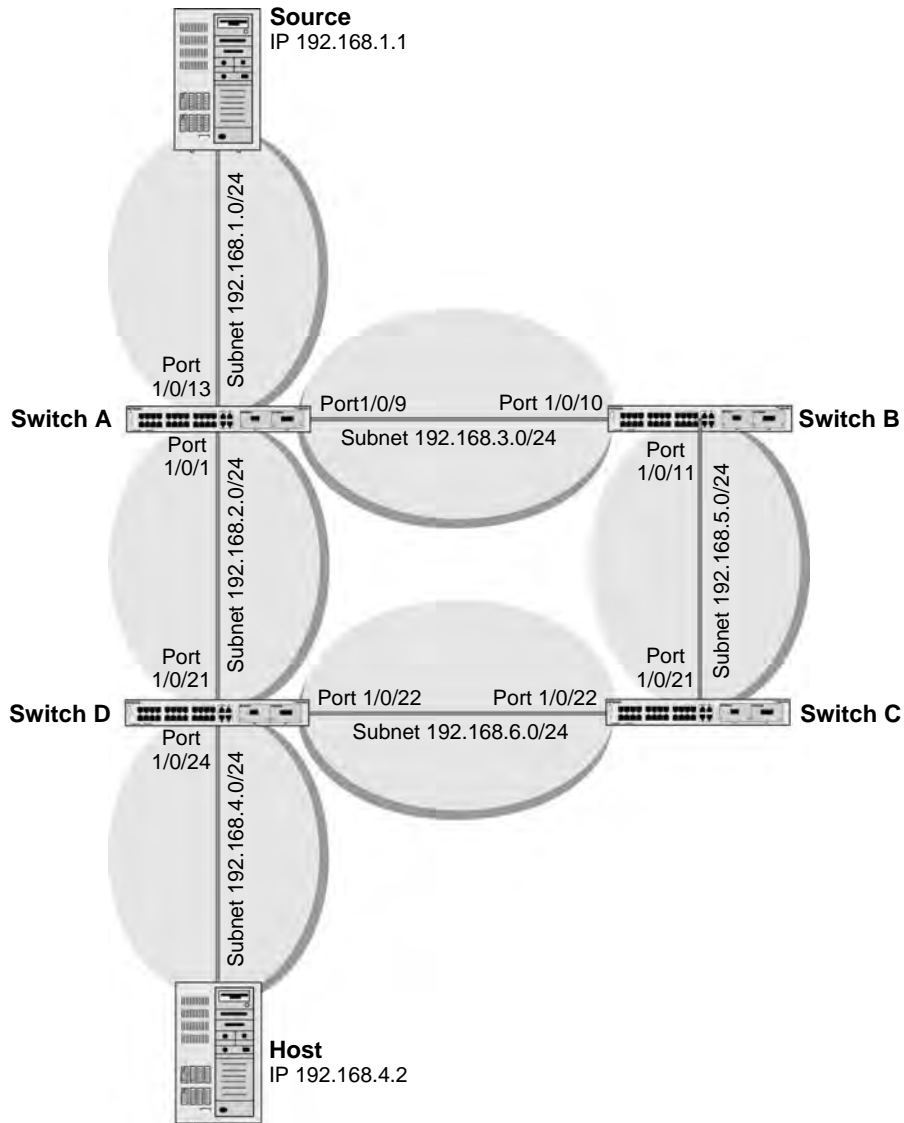 Source
IP 192.168.1.1
Subnet 192.168.1.0/24
Port
1/0/13
Switch A
Port1/0/9
Port 1/0/10
Switch B
Subnet 192.168.3.0/24
Port
1/0/1
Port
1/0/11
Subnet 192.168.2.0/24
Subnet 192.168.5.0/24
Port
1/0/21
Port
1/0/21
Switch D
Port 1/0/22
Port 1/0/22
Switch C
Subnet 192.168.6.0/24
Port
1/0/24
Subnet 192.168.4.0/24
Host
IP 192.168.4.2